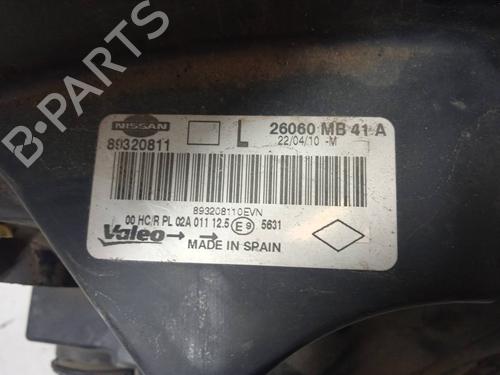 NISSAN L 26060 MB 41 A
89320811 22/04/10 -M
893208110EVN
00 HC/R PL 02A 011 12.5 E9 5631
Valeo
MADE IN SPAIN
B-PARTS